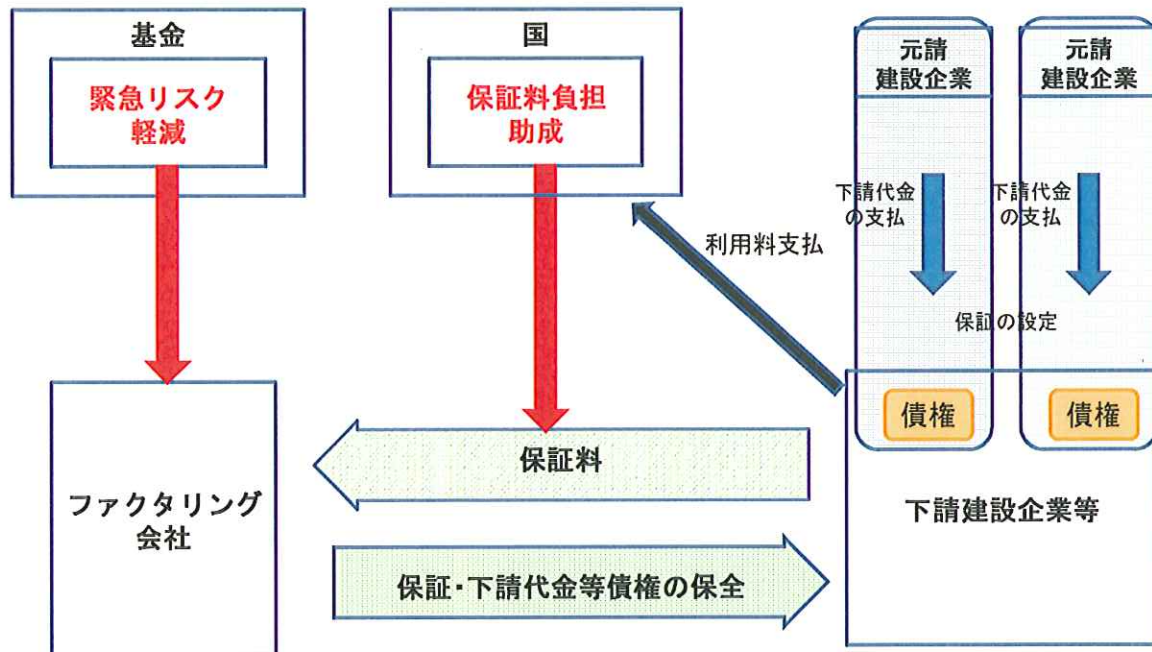 基金
緊急リスク
軽減
国
保証料負担
助成
元請
建設企業
元請
建設企業
下請代金
の支払
下請代金
の支払
利用料支払
保証の設定
債権
債権
保証料
ファクタリング
会社
下請建設企業等
保証・下請代金等債権の保全